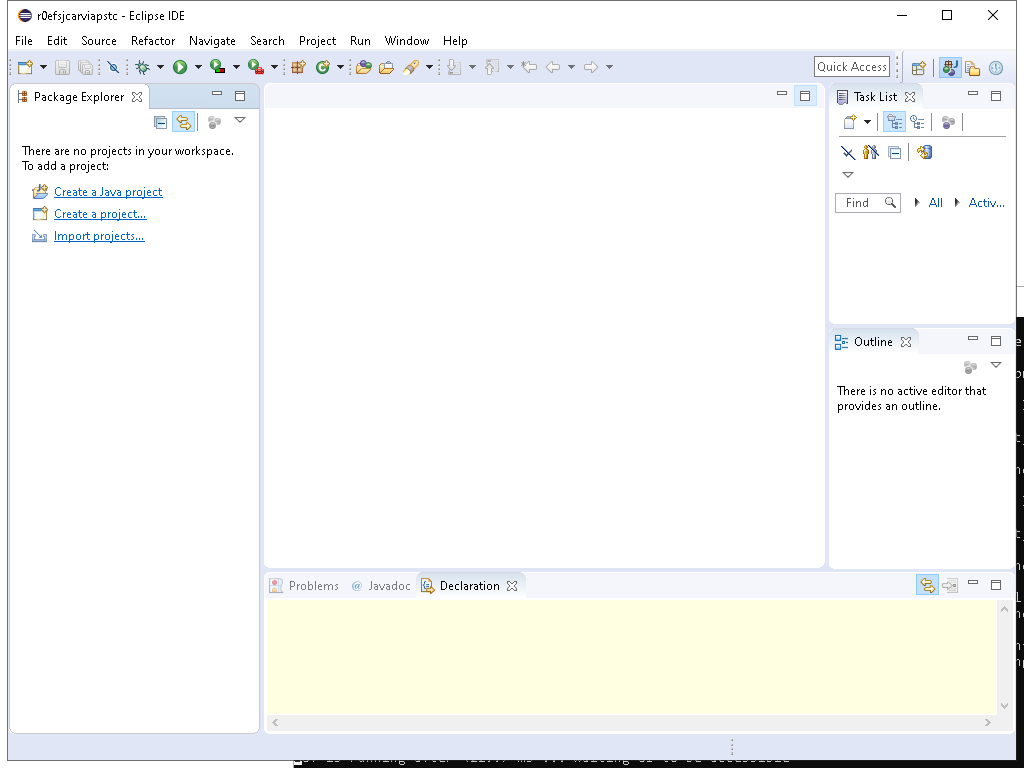 r0efsjcarviapstc - Eclipse IDE
File Edit Source Refactor Navigate Search Project Run Window Help
Quick Access
Package Explorer
There are no projects in your workspace.
To add a project:
Create a Java project
Create a project...
Import projects...
Task List
Find
All
Activ...
Outline
There is no active editor that
provides an outline.
Problems @ Javadoc Declaration